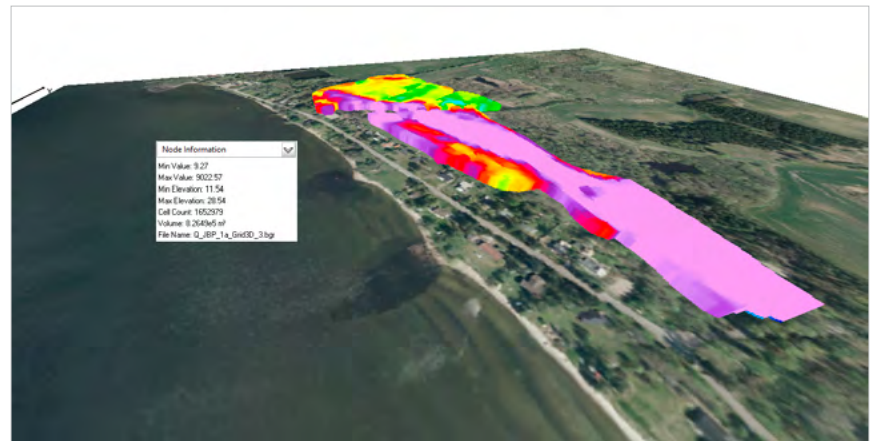 Node Information
Min Value: 9.27
Max Value: 9022.57
Min Elevation: 11.54
Max Elevation: 28.54
Cell Count: 1652979
Volume: 8.2649e5 m³
File Name: Q_JBP_1a_Grid3D_3.bgr